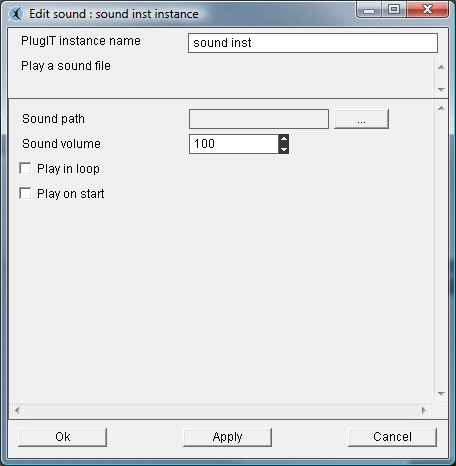 Edit sound : sound inst instance
PlugIT instance name sound inst
Play a sound file
Sound path ...
Sound volume 100
Play in loop
Play on start
Ok Apply Cancel